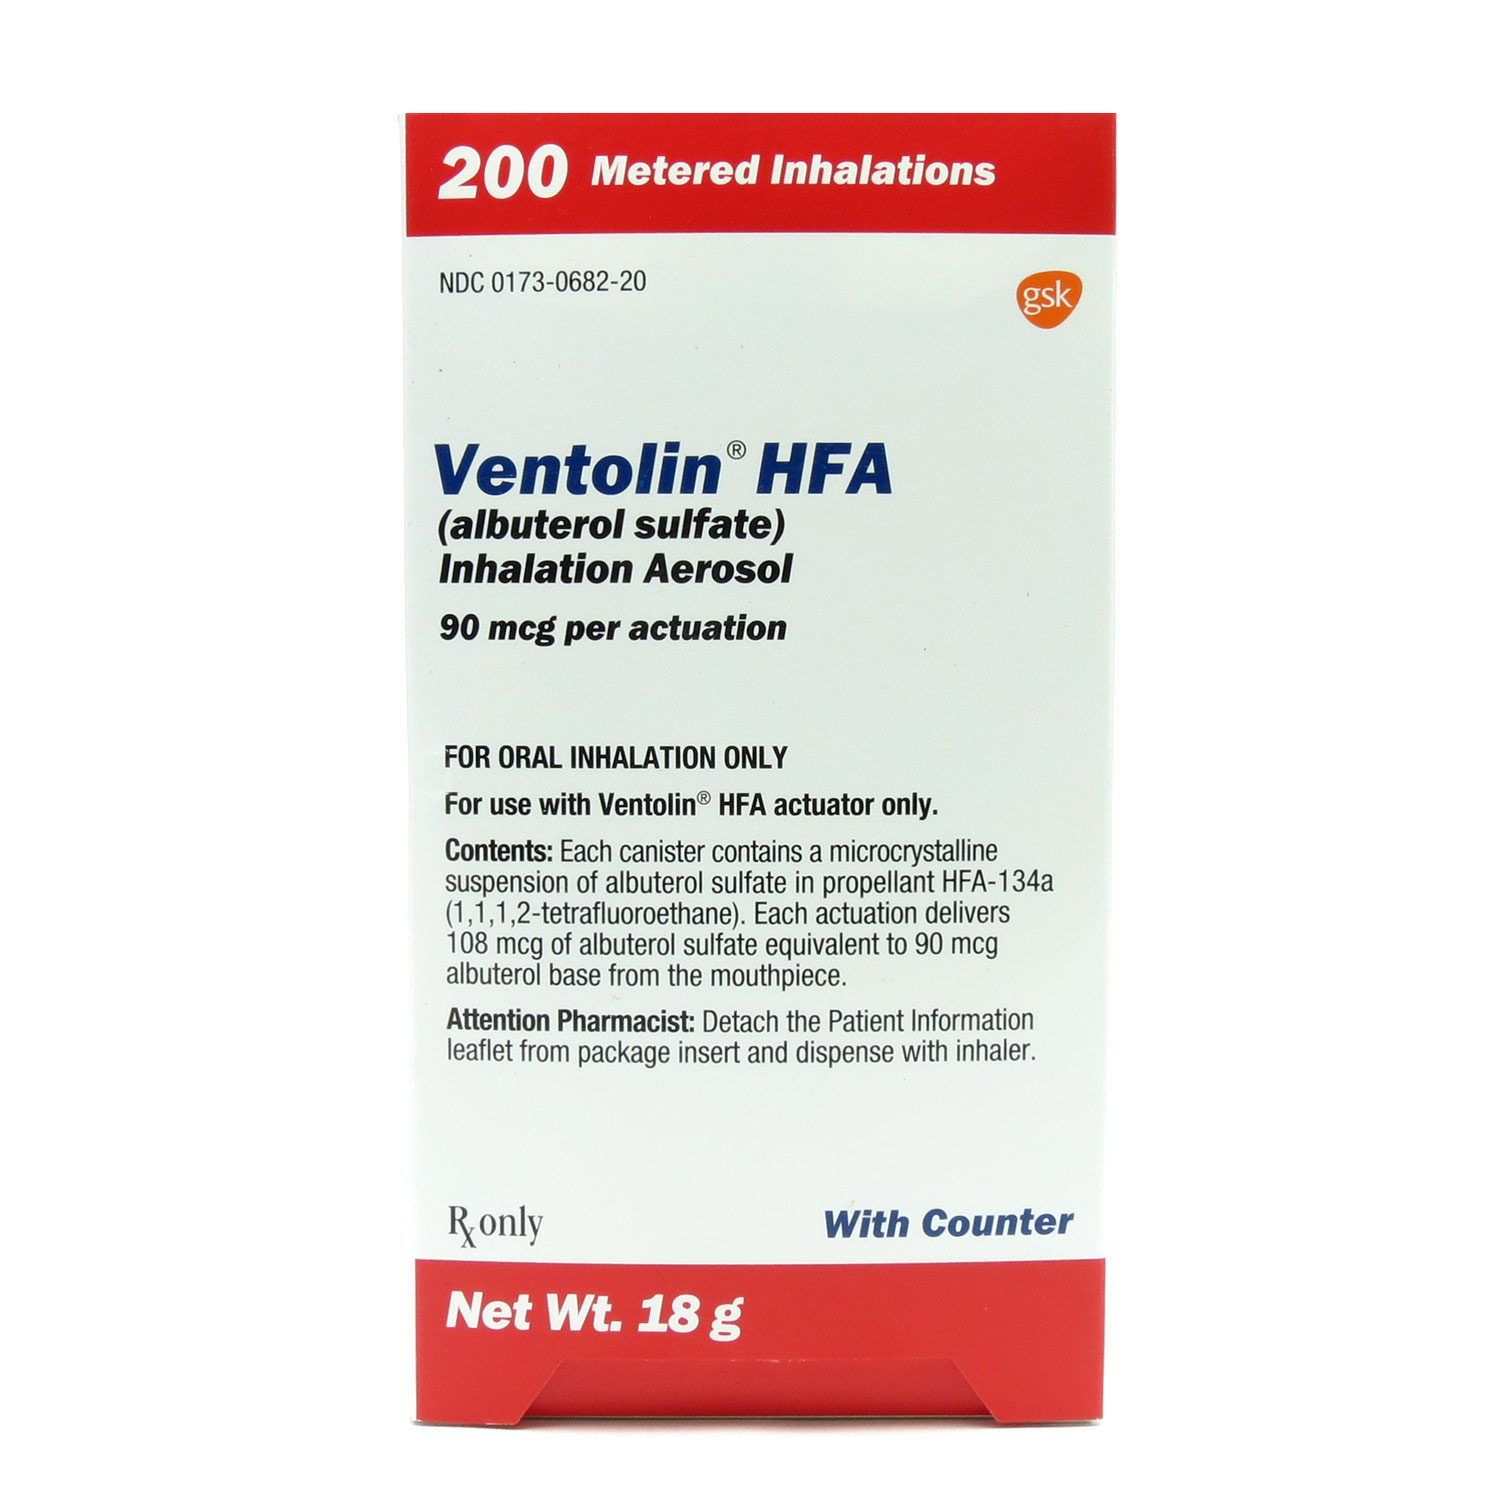 200 Metered Inhalations
NDC 0173-0682-20
gsk
Ventolin® HFA
(albuterol sulfate)
Inhalation Aerosol
90 mcg per actuation
FOR ORAL INHALATION ONLY
For use with Ventolin® HFA actuator only.
Contents: Each canister contains a microcrystalline
suspension of albuterol sulfate in propellant HFA-134a
(1,1,1,2-tetrafluoroethane). Each actuation delivers
108 mcg of albuterol sulfate equivalent to 90 mcg
albuterol base from the mouthpiece.
Attention Pharmacist: Detach the Patient Information
leaflet from package insert and dispense with inhaler.
Rx only
With Counter
Net Wt. 18 g